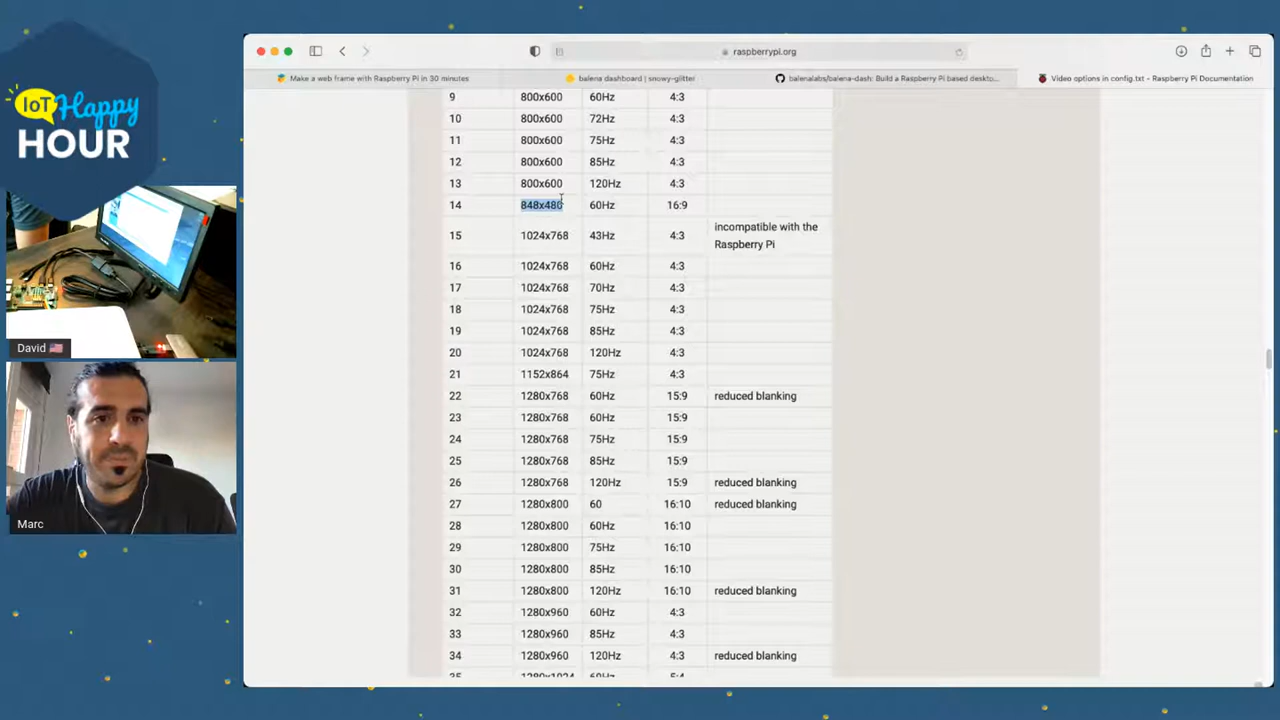 IoT Happy
HOUR
David
Marc
raspberrypi.org
Make a web frame with Raspberry Pi in 30 minutes
balena dashboard | snowy-glitter
balenalabs/balena-dash: Build a Raspberry Pi based deskto...
Video options in config.txt - Raspberry Pi Documentation
9 800x600 60Hz 4:3
10 800x600 72Hz 4:3
11 800x600 75Hz 4:3
12 800x600 85Hz 4:3
13 800x600 120Hz 4:3
14 848x480 60Hz 16:9
15 1024x768 43Hz 4:3 incompatible with the
Raspberry Pi
16 1024x768 60Hz 4:3
17 1024x768 70Hz 4:3
18 1024x768 75Hz 4:3
19 1024x768 85Hz 4:3
20 1024x768 120Hz 4:3
21 1152x864 75Hz 4:3
22 1280x768 60Hz 15:9 reduced blanking
23 1280x768 60Hz 15:9
24 1280x768 75Hz 15:9
25 1280x768 85Hz 15:9
26 1280x768 120Hz 15:9 reduced blanking
27 1280x800 60 16:10 reduced blanking
28 1280x800 60Hz 16:10
29 1280x800 75Hz 16:10
30 1280x800 85Hz 16:10
31 1280x800 120Hz 16:10 reduced blanking
32 1280x960 60Hz 4:3
33 1280x960 85Hz 4:3
34 1280x960 120Hz 4:3 reduced blanking
35 1280x1024 60Hz 5:4